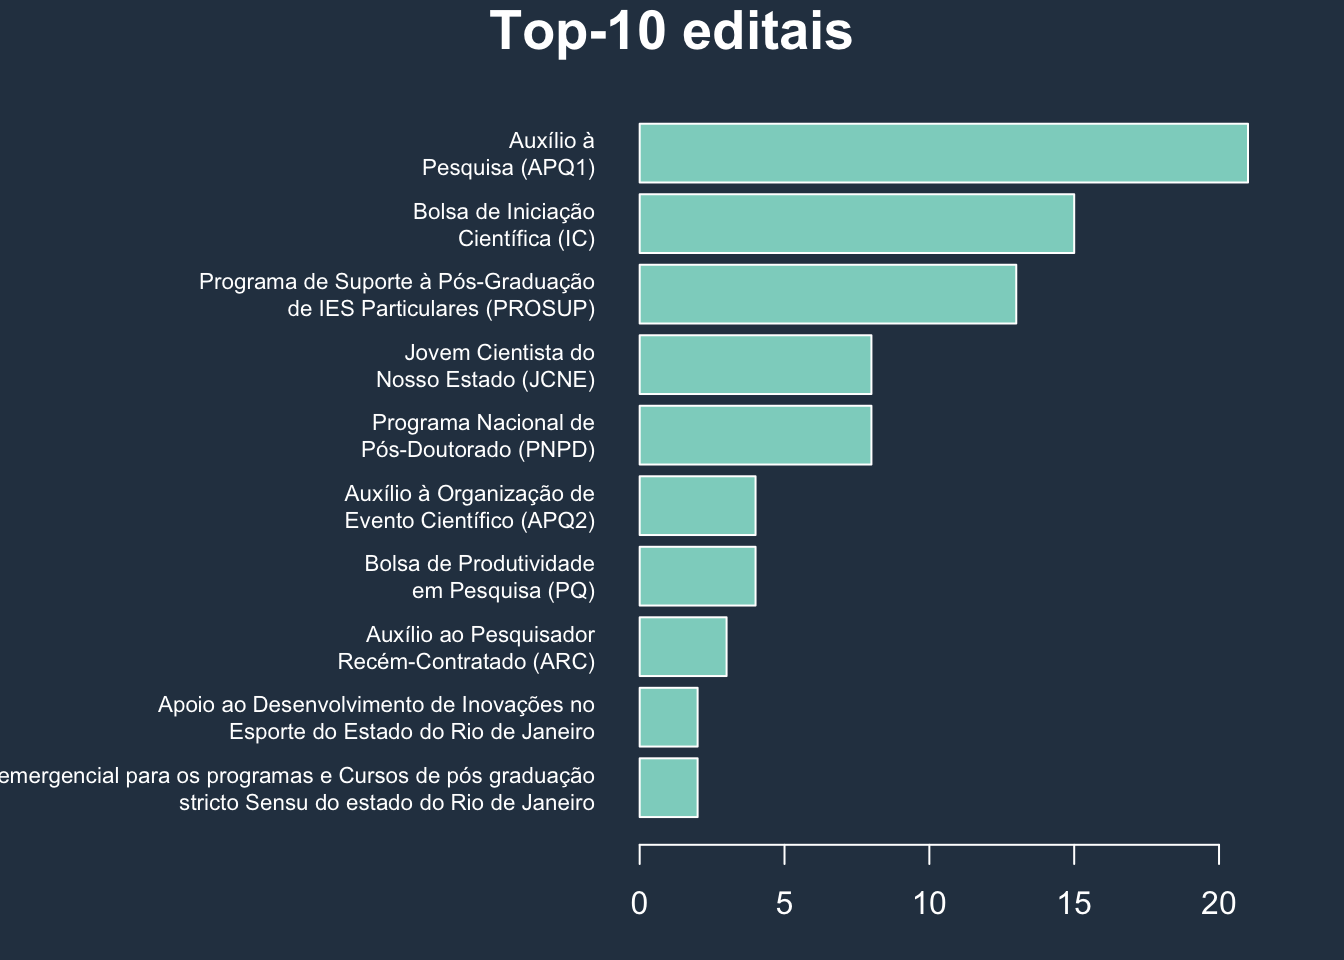 Top-10 editais
Auxílio à
Pesquisa (APQ1)
Bolsa de Iniciação
Científica (IC)
Programa de Suporte à Pós-Graduação
de IES Particulares (PROSUP)
Jovem Cientista do
Nosso Estado (JCNE)
Programa Nacional de
Pós-Doutorado (PNPD)
Auxílio à Organização de
Evento Científico (APQ2)
Bolsa de Produtividade
em Pesquisa (PQ)
Auxílio ao Pesquisador
Recém-Contratado (ARC)
Apoio ao Desenvolvimento de Inovações no
Esporte do Estado do Rio de Janeiro
emergencial para os programas e Cursos de pós graduação
stricto Sensu do estado do Rio de Janeiro
0 5 10 15 20